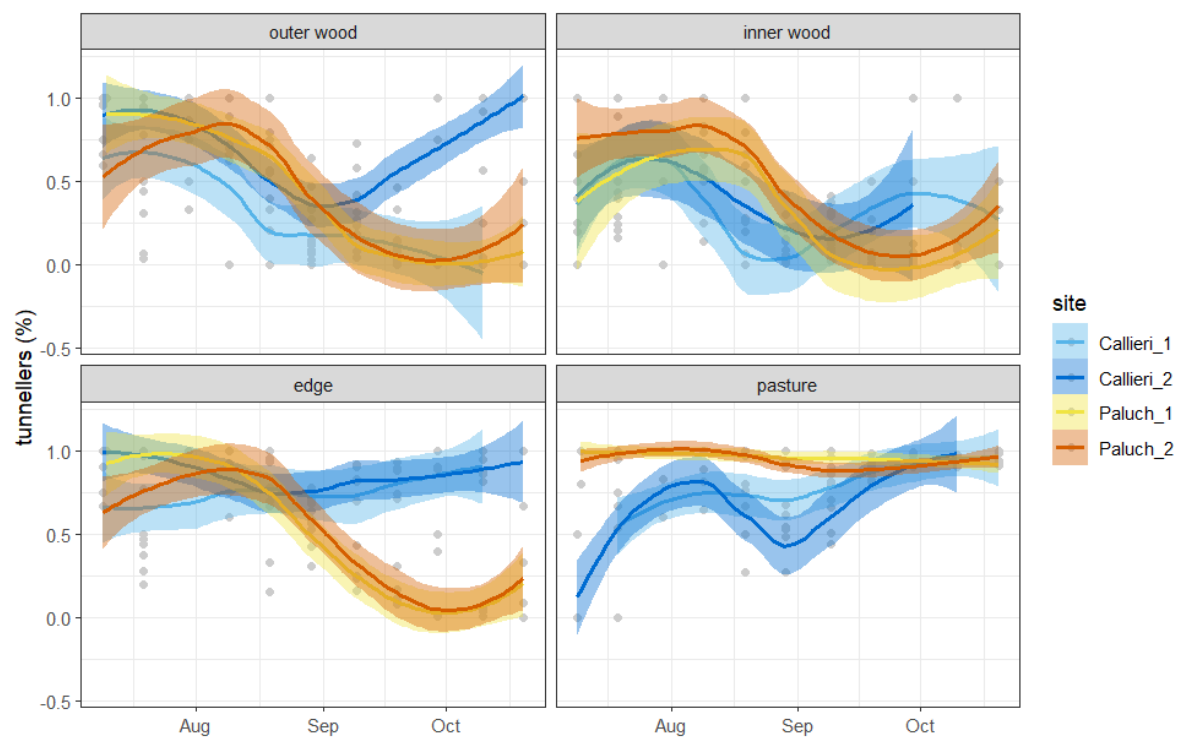 outer wood
inner wood
1.0
0.5
0.0
-0.5
edge
pasture
1.0
0.5
0.0
-0.5
Aug
Sep
Oct
Aug
Sep
Oct
tunnellers (%)
site
Callieri_1
Callieri_2
Paluch_1
Paluch_2